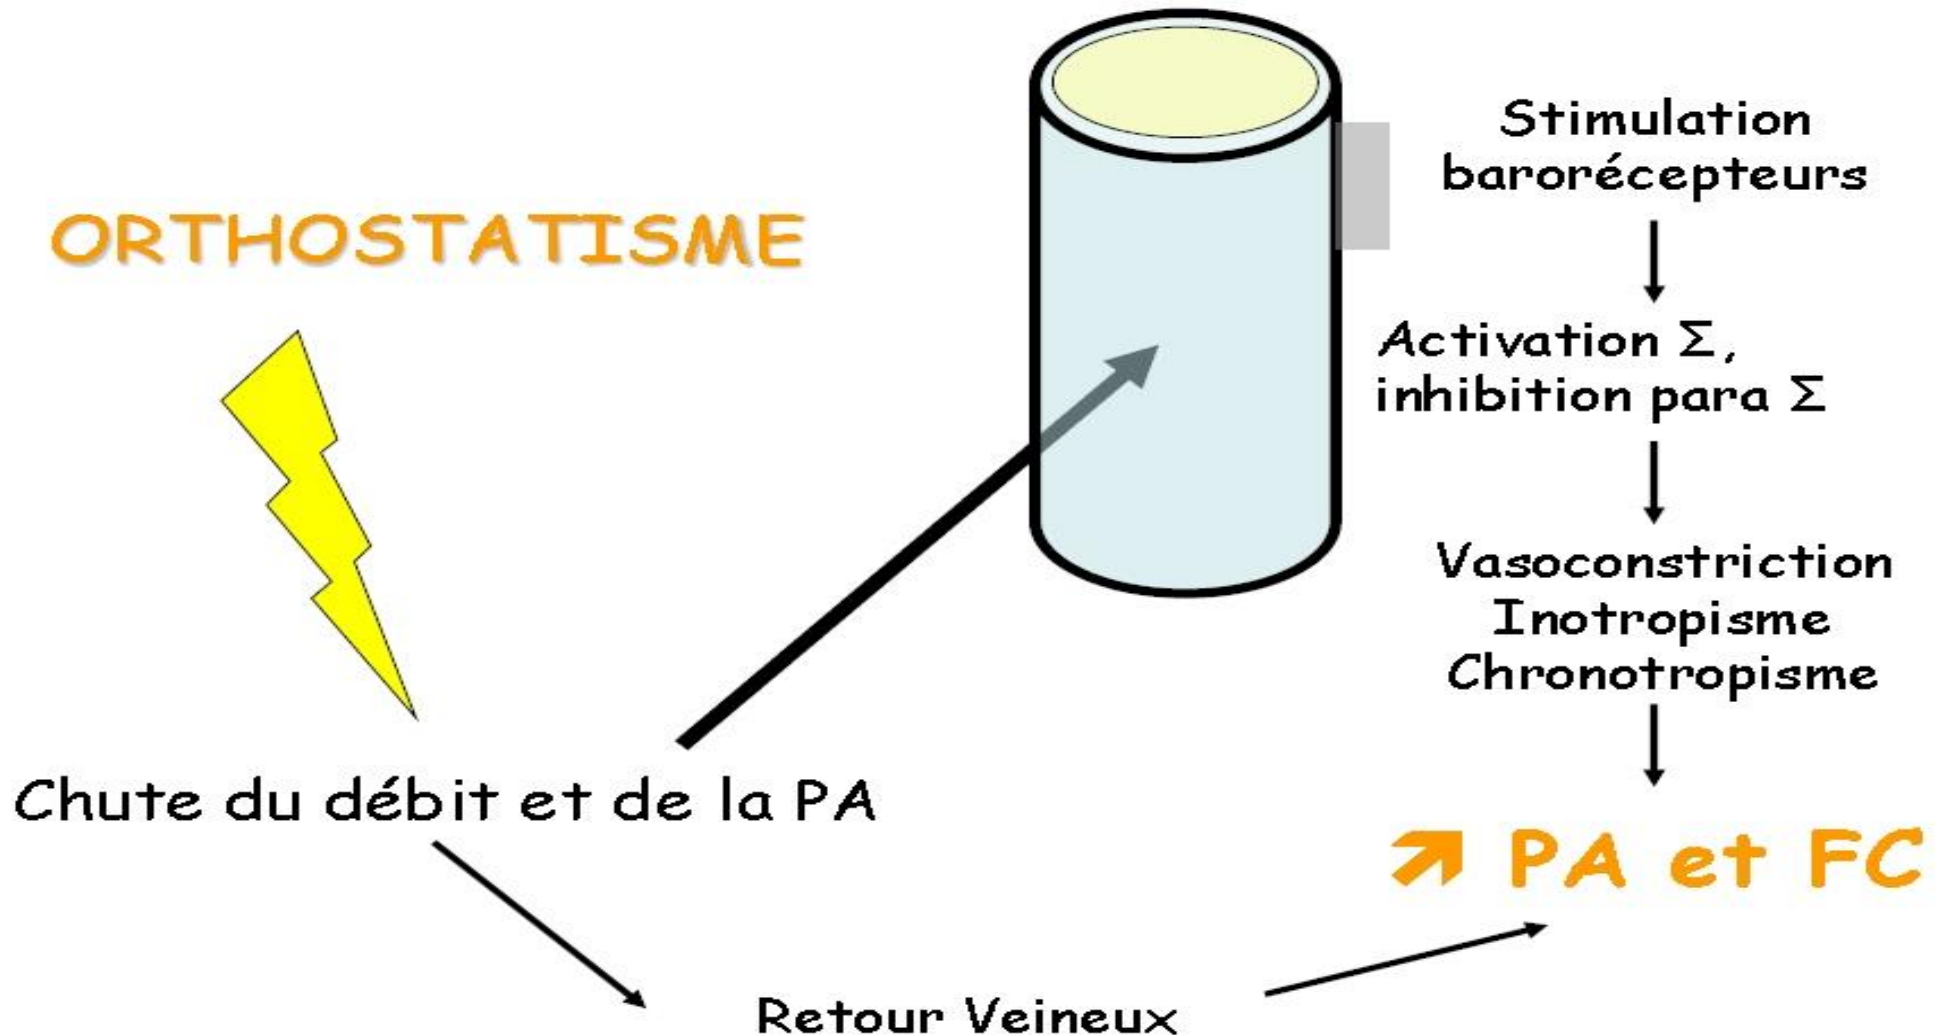 ORTHOSTATISME
Chute du débit et de la PA
Stimulation
barorécepteurs
Activation Σ,
inhibition para Σ
Vasoconstriction
Inotropisme
Chronotropisme
↗ PA et FC
Retour Veineux